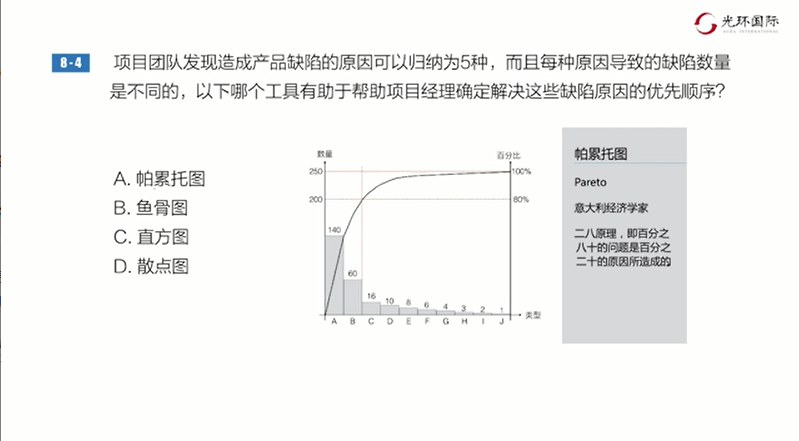 光环国际
AURA INTERNATIONAL
8-4 项目团队发现造成产品缺陷的原因可以归纳为5种，而且每种原因导致的缺陷数量
是不同的，以下哪个工具有助于帮助项目经理确定解决这些缺陷原因的优先顺序？
A. 帕累托图
B. 鱼骨图
C. 直方图
D. 散点图
数量 百分比
250 100%
200 80%
140
60
16 10 8 6 4 3 2 1
A B C D E F G H I J 类型
帕累托图
Pareto
意大利经济学家
二八原理，即百分之
八十的问题是百分之
二十的原因所造成的